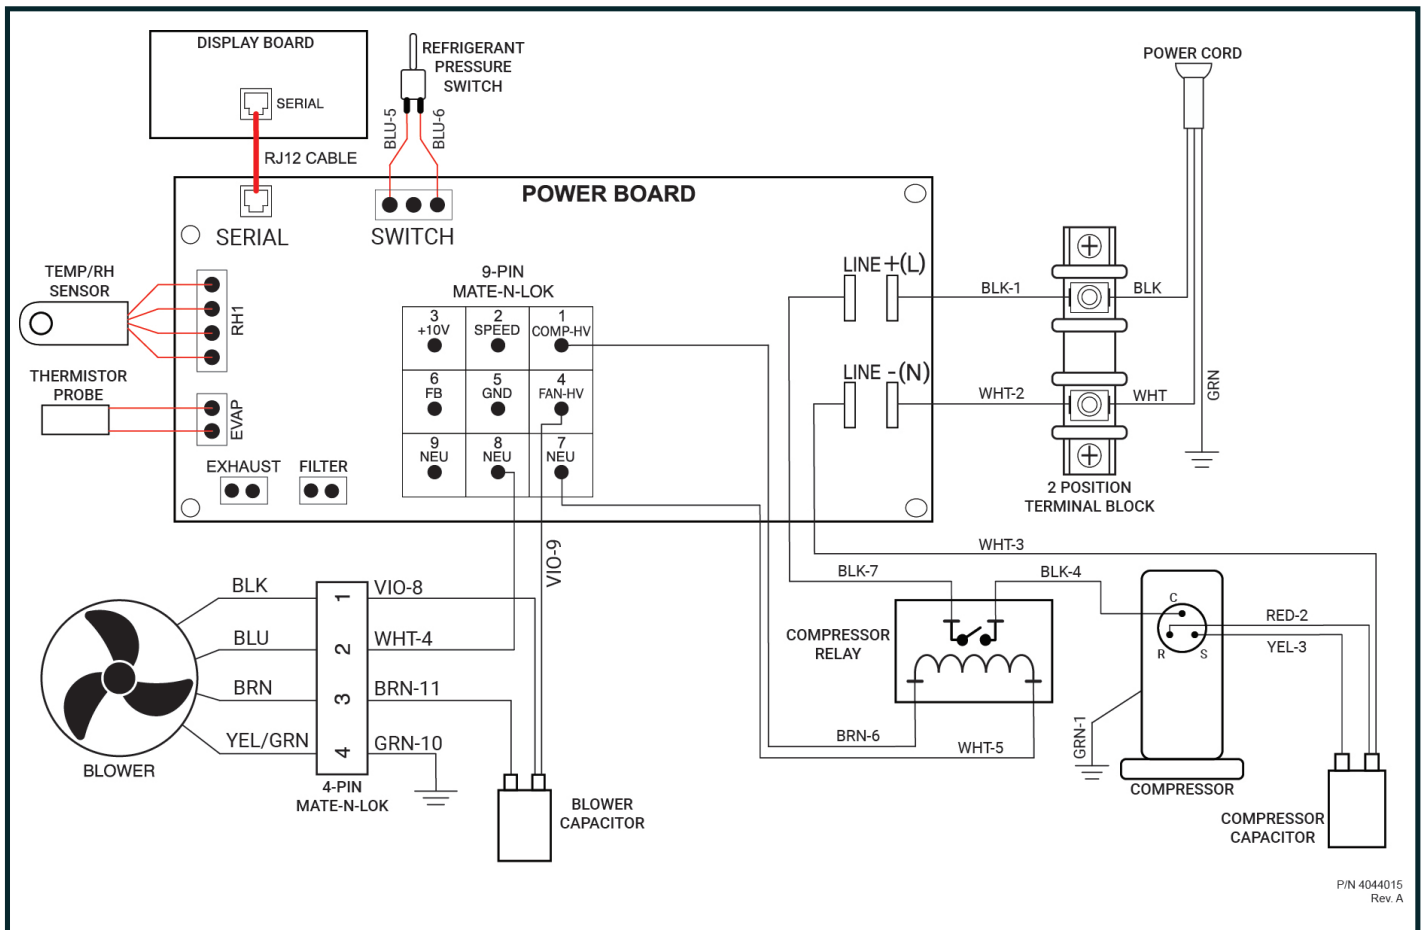 DISPLAY BOARD
SERIAL
RJ12 CABLE
REFRIGERANT
PRESSURE
SWITCH
BLU-5
BLU-6
POWER CORD
POWER BOARD
SERIAL
SWITCH
TEMP/RH
SENSOR
RH1
THERMISTOR
PROBE
EVAP
EXHAUST
FILTER
9-PIN
MATE-N-LOK
3
+10V
2
SPEED
1
COMP-HV
6
FB
5
GND
4
FAN-HV
9
NEU
8
NEU
7
NEU
LINE +(L)
LINE -(N)
BLK-1
BLK
WHT-2
WHT
GRN
2 POSITION
TERMINAL BLOCK
WHT-3
BLK-7
BLK-4
COMPRESSOR
RELAY
BRN-6
WHT-5
C
R
S
RED-2
YEL-3
GRN-1
COMPRESSOR
COMPRESSOR
CAPACITOR
VIO-9
BLK
1
VIO-8
BLU
2
WHT-4
BRN
3
BRN-11
YEL/GRN
4
GRN-10
BLOWER
4-PIN
MATE-N-LOK
BLOWER
CAPACITOR
P/N 4044015
Rev. A